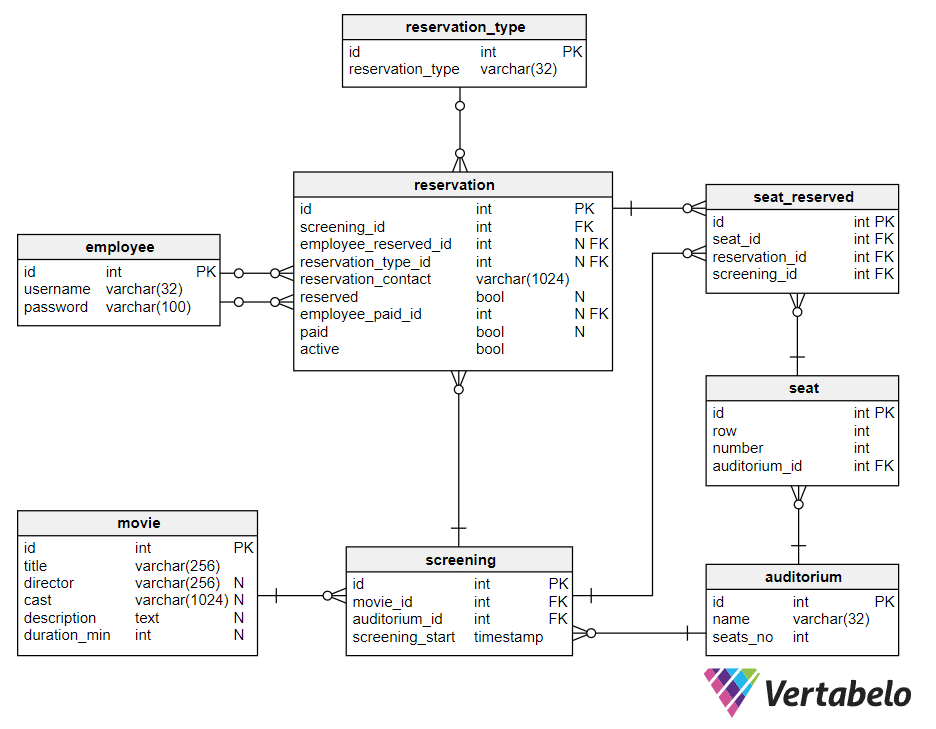 reservation_type
id int PK
reservation_type varchar(32)
reservation
id int PK
screening_id int FK
employee_reserved_id int N FK
reservation_type_id int N FK
reservation_contact varchar(1024)
reserved bool N
employee_paid_id int N FK
paid bool N
active bool
seat_reserved
id int PK
seat_id int FK
reservation_id int FK
screening_id int FK
employee
id int PK
username varchar(32)
password varchar(100)
seat
id int PK
row int
number int
auditorium_id int FK
movie
id int PK
title varchar(256)
director varchar(256) N
cast varchar(1024) N
description text N
duration_min int N
screening
id int PK
movie_id int FK
auditorium_id int FK
screening_start timestamp
auditorium
id int PK
name varchar(32)
seats_no int
Vertabelo